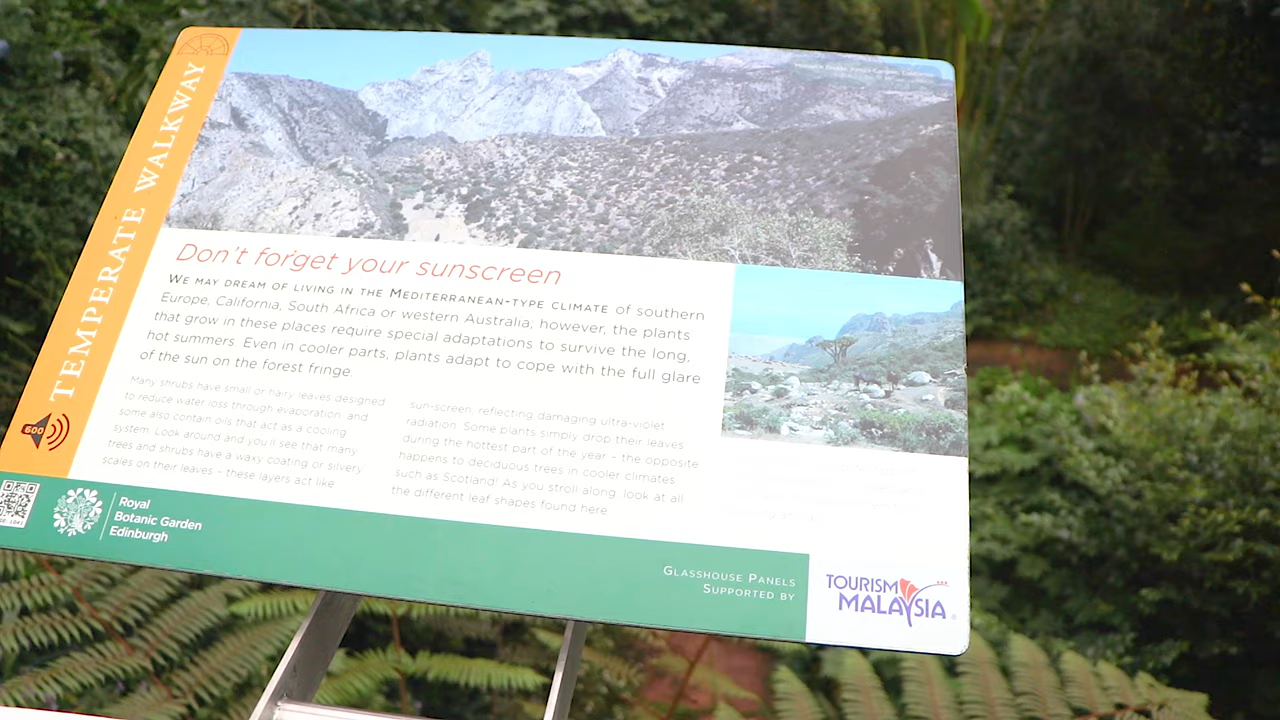 TEMPERATE WALKWAY
Don't forget your sunscreen
WE MAY DREAM OF LIVING IN THE MEDITERRANEAN-TYPE CLIMATE of southern
Europe, California, South Africa or western Australia; however, the plants
that grow in these places require special adaptations to survive the long,
hot summers. Even in cooler parts, plants adapt to cope with the full glare
of the sun on the forest fringe.
Many shrubs have small or hairy leaves designed
to reduce water loss through evaporation, and
some also contain oils that act as a cooling
system. Look around and you'll see that many
trees and shrubs have a waxy coating or silvery
scales on their leaves – these layers act like
sun-screen, reflecting damaging ultra-violet
radiation. Some plants simply drop their leaves
during the hottest part of the year – the opposite
happens to deciduous trees in cooler climates
such as Scotland! As you stroll along, look at all
the different leaf shapes found here.
600
Royal
Botanic Garden
Edinburgh
GLASSHOUSE PANELS
SUPPORTED BY
TOURISM
MALAYSIA